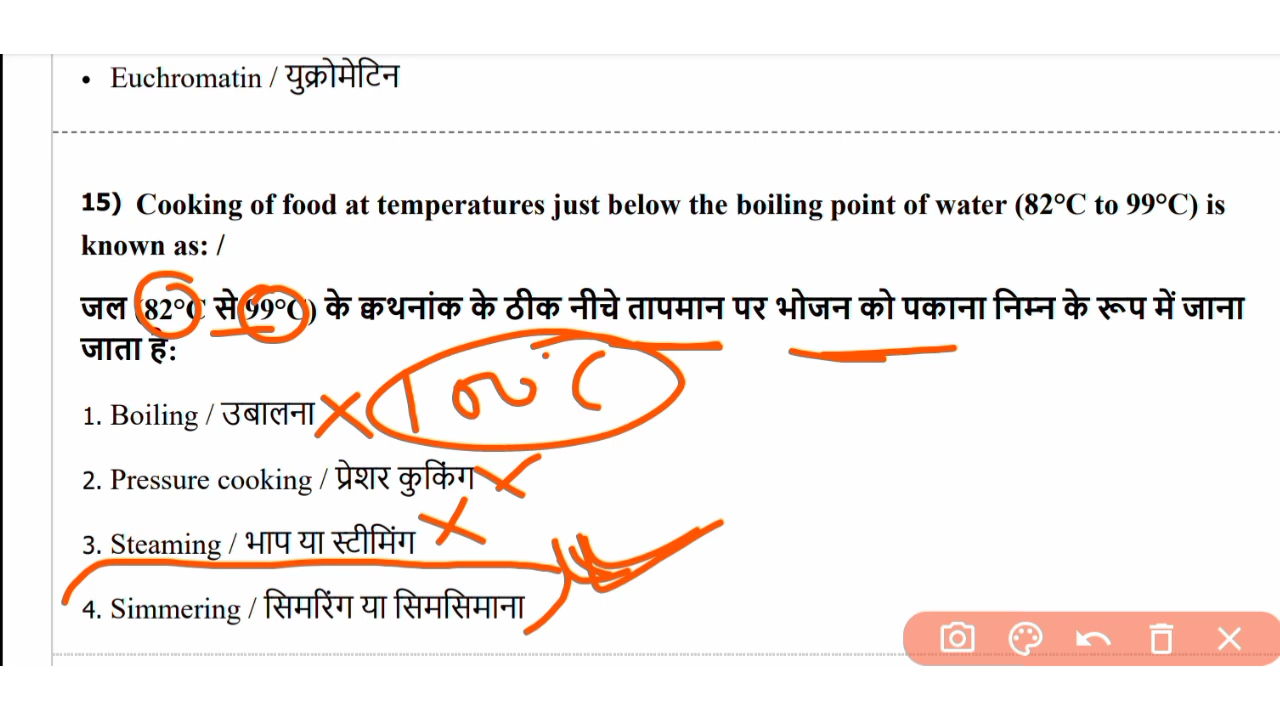 • Euchromatin / युक्रोमेटिन
15) Cooking of food at temperatures just below the boiling point of water (82°C to 99°C) is
known as: /
जल (82°C से 99°C) के क्वथनांक के ठीक नीचे तापमान पर भोजन को पकाना निम्न के रूप में जाना
जाता है:
100°C
1. Boiling / उबालना
2. Pressure cooking / प्रेशर कुकिंग
3. Steaming / भाप या स्टीमिंग
4. Simmering / सिमरिंग या सिमसिमाना